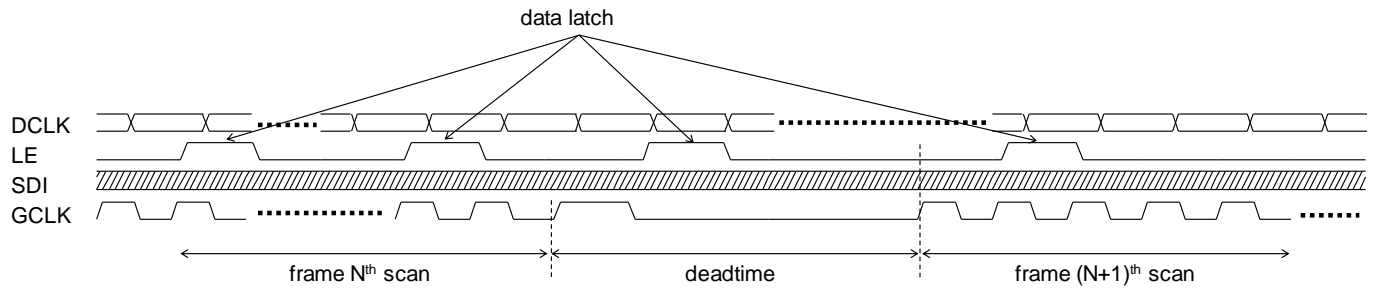 data latch
DCLK
LE
SDI
GCLK
frame Nth scan
deadtime
frame (N+1)th scan